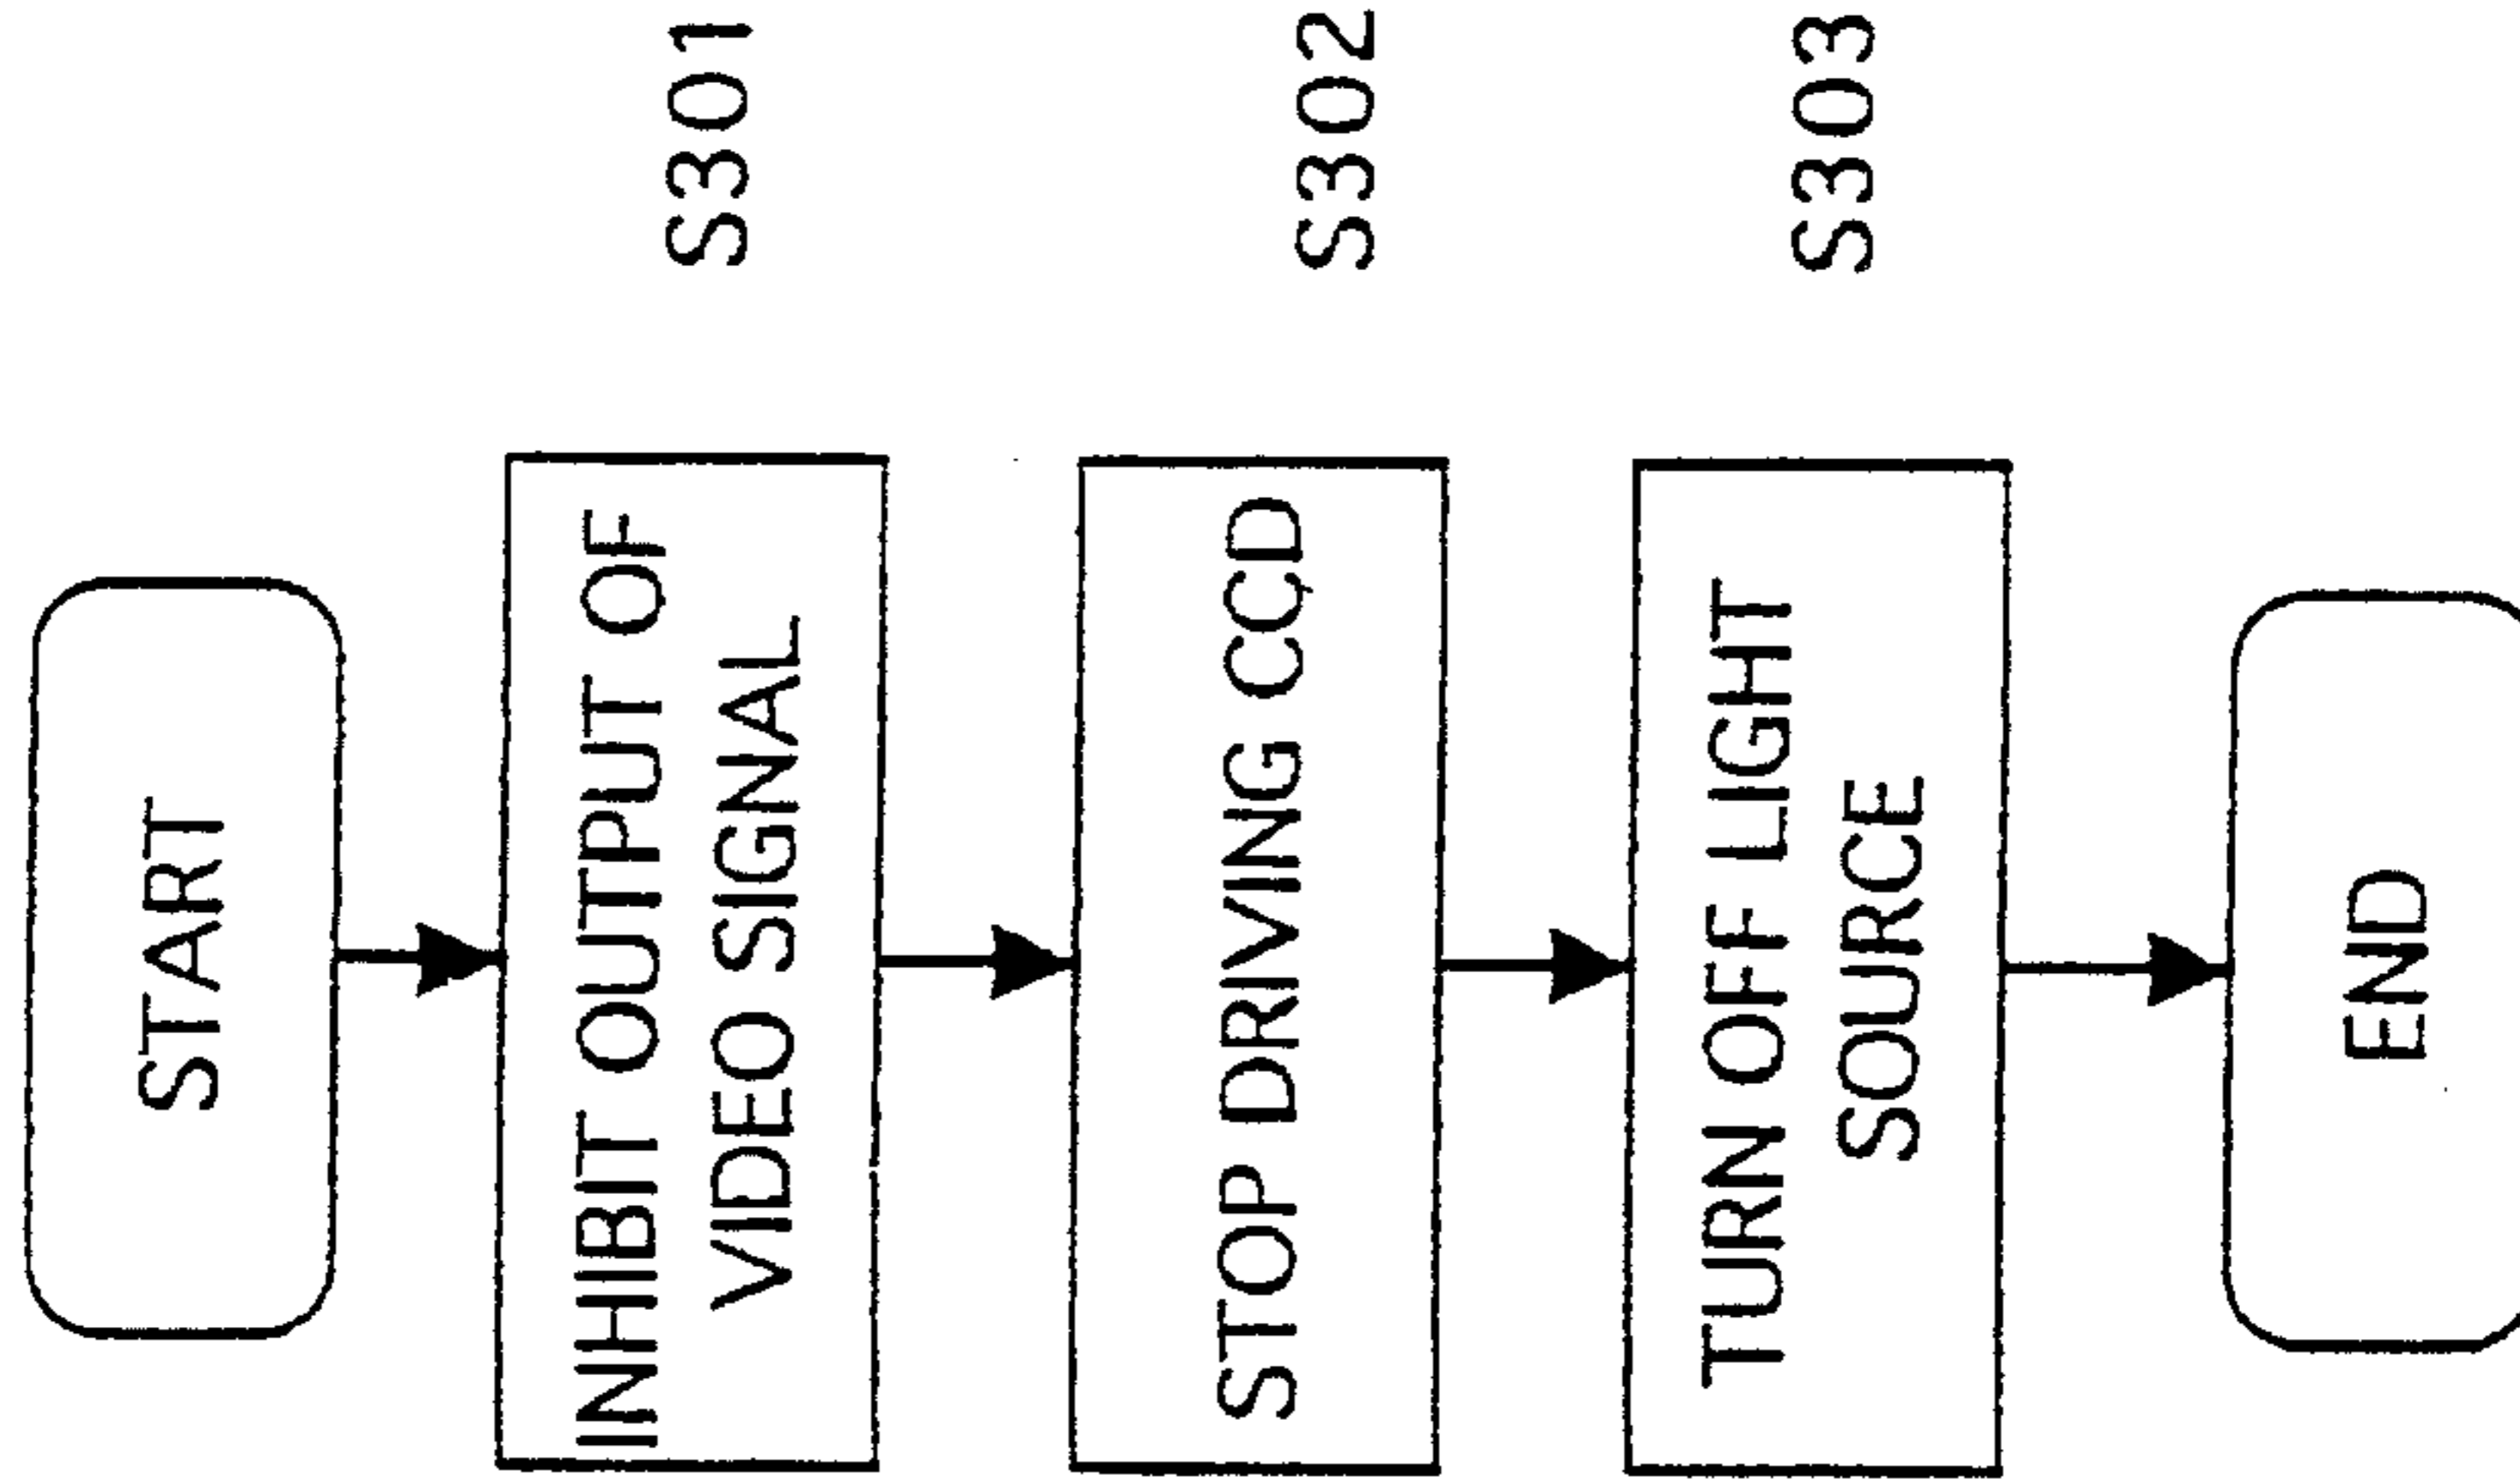 START
INHIBIT OUTPUT OF
VIDEO SIGNAL
S301
STOP DRIVING CCD
S302
TURN OFF LIGHT
SOURCE
S303
END